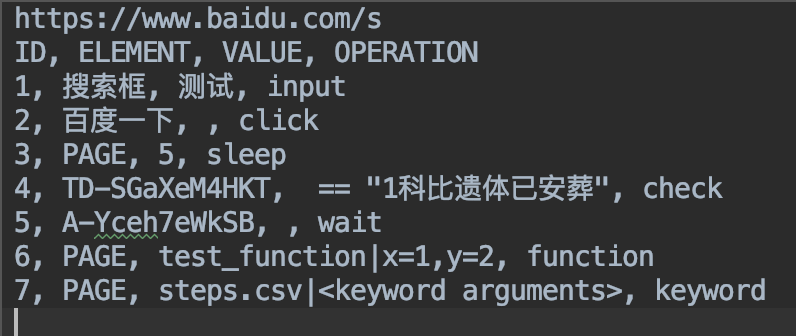 https://www.baidu.com/s
ID, ELEMENT, VALUE, OPERATION
1, 搜索框, 测试, input
2, 百度一下, , click
3, PAGE, 5, sleep
4, TD-SGaXeM4HKT,  == "1科比遗体已安葬", check
5, A-Yceh7eWkSB, , wait
6, PAGE, test_function|x=1,y=2, function
7, PAGE, steps.csv|<keyword arguments>, keyword